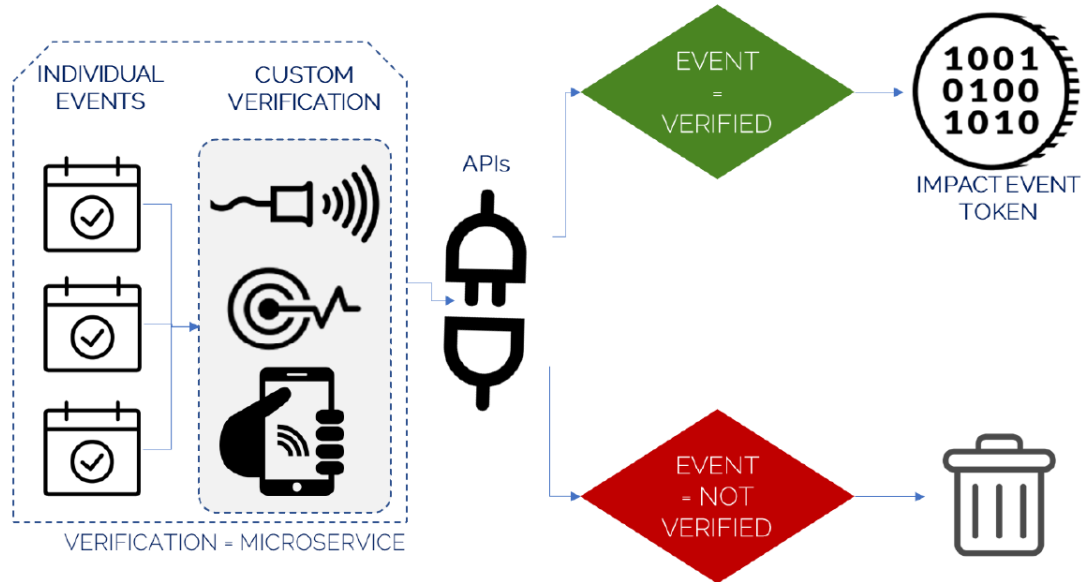 INDIVIDUAL
EVENTS
CUSTOM
VERIFICATION
VERIFICATION = MICROSERVICE
APIs
EVENT
=
VERIFIED
1001
0100
1010
IMPACT EVENT
TOKEN
EVENT
= NOT
VERIFIED